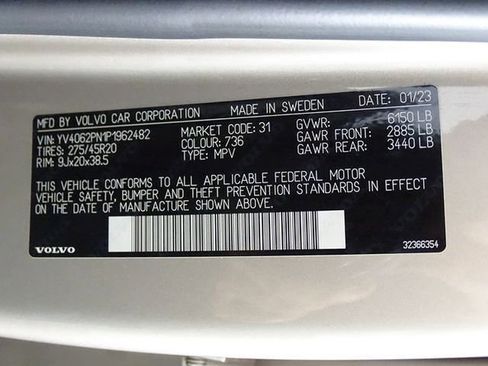 MFD BY VOLVO CAR CORPORATION MADE IN SWEDEN DATE: 01/23
VIN: YV4062PN1P1962482 MARKET CODE: 31 GVWR: 6150 LB
TIRES: 275/45R20 COLOUR: 736 GAWR FRONT: 2885 LB
RIM: 9Jx20x38.5 TYPE: MPV GAWR REAR: 3440 LB
THIS VEHICLE CONFORMS TO ALL APPLICABLE FEDERAL MOTOR
VEHICLE SAFETY, BUMPER AND THEFT PREVENTION STANDARDS IN EFFECT
ON THE DATE OF MANUFACTURE SHOWN ABOVE.
VOLVO 32366354